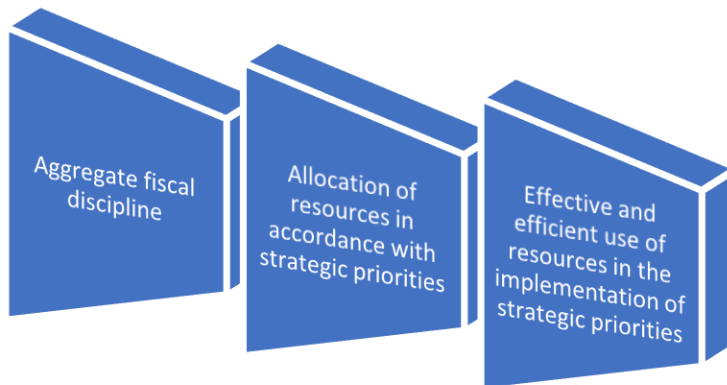 Aggregate fiscal
discipline
Allocation of
resources in
accordance with
strategic priorities
Effective and
efficient use of
resources in the
implementation of
strategic priorities